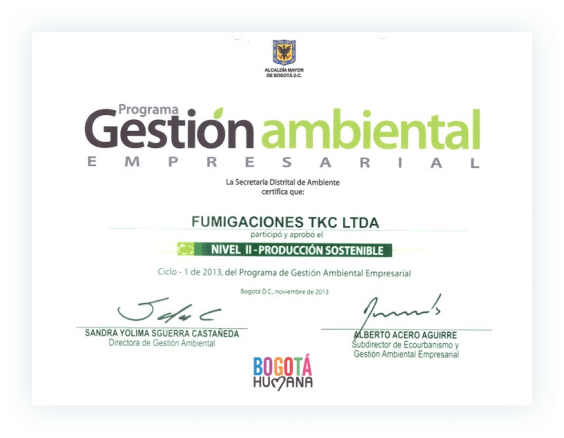 ALCALDÍA MAYOR
DE BOGOTÁ D.C.
Programa
Gestión ambiental
EMPRESARIAL
La Secretaría Distrital de Ambiente
certifica que:
FUMIGACIONES TKC LTDA
participó y aprobó el
NIVEL II - PRODUCCIÓN SOSTENIBLE
Ciclo - 1 de 2013, del Programa de Gestión Ambiental Empresarial
Bogotá D.C., noviembre de 2013
SANDRA YOLIMA SGUERRA CASTAÑEDA
Directora de Gestión Ambiental
ALBERTO ACERO AGUIRRE
Subdirector de Ecourbanismo y
Gestión Ambiental Empresarial
BOGOTÁ
HUMANA